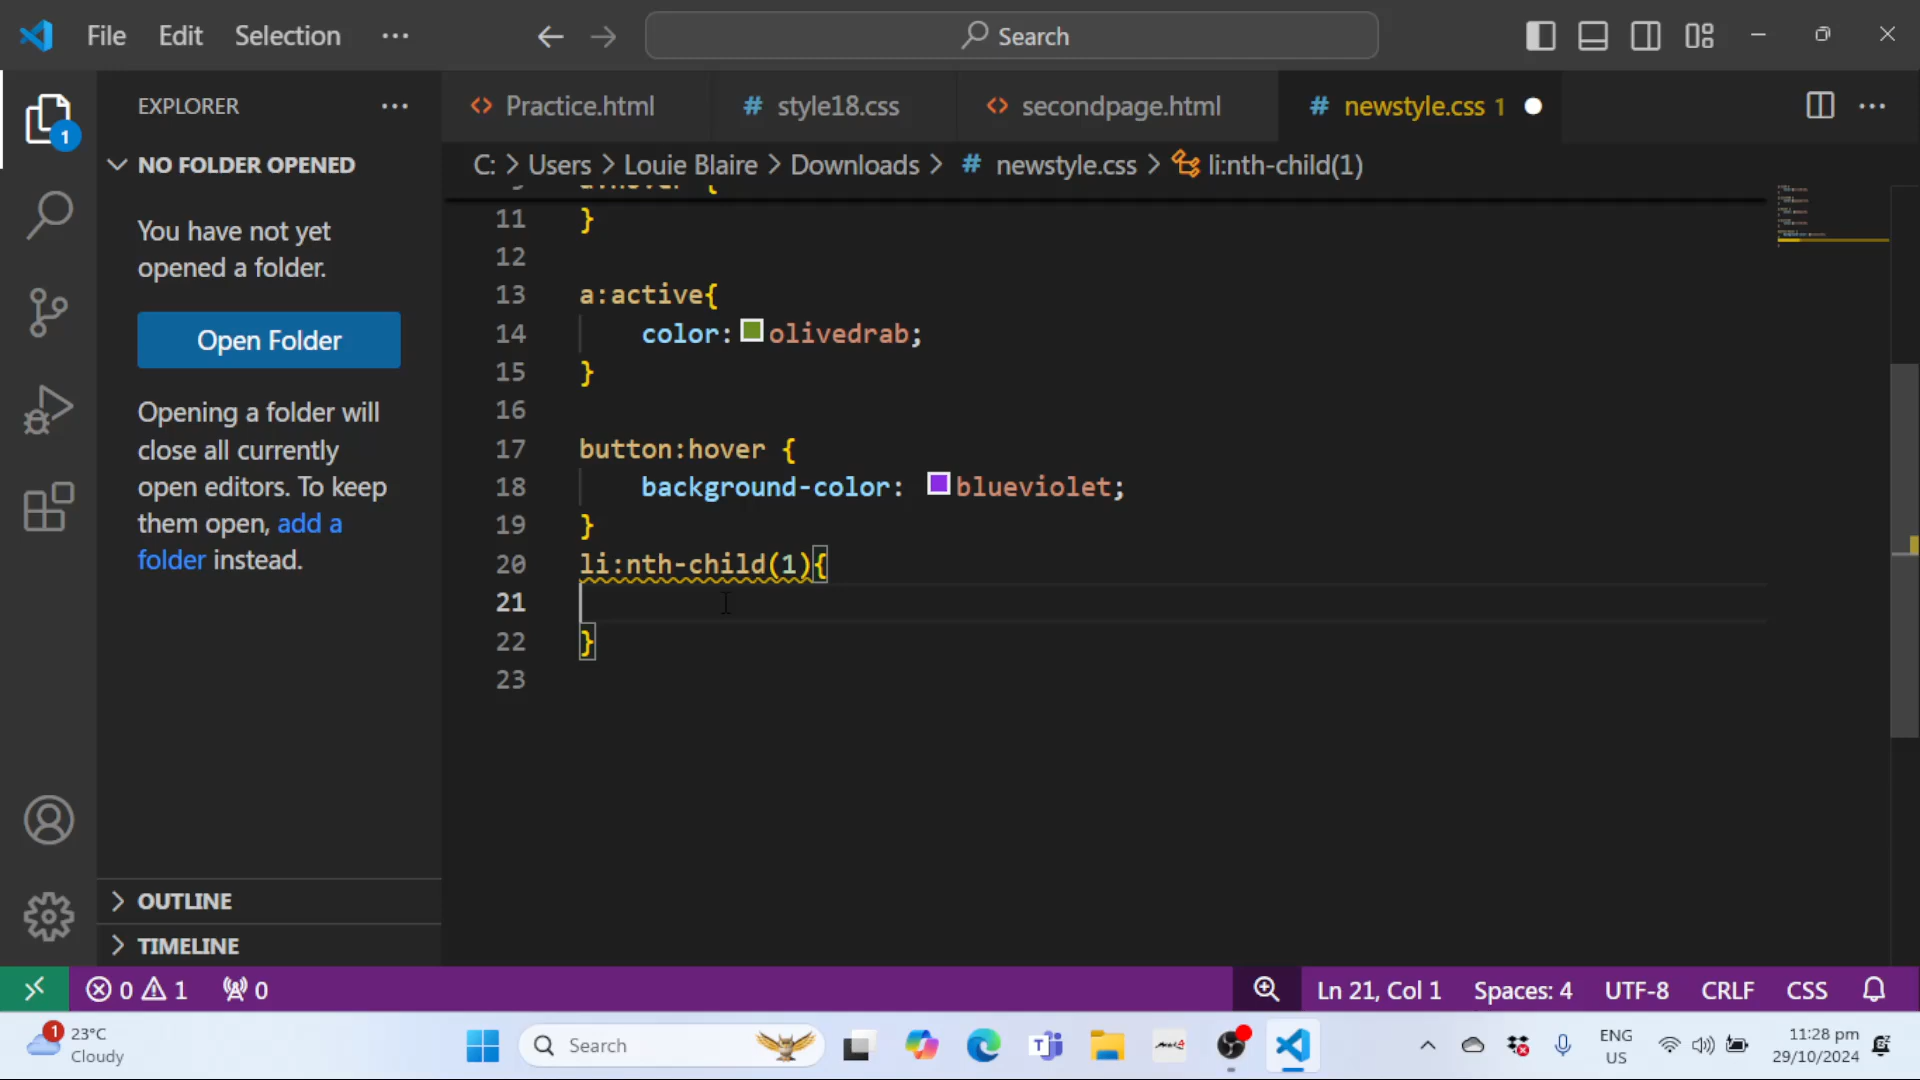 File Edit Selection ... Search
EXPLORER ...
Practice.html # style18.css secondpage.html # newstyle.css 1
NO FOLDER OPENED
C: > Users > Louie Blaire > Downloads > # newstyle.css > li:nth-child(1)
You have not yet
opened a folder.
Open Folder
Opening a folder will
close all currently
open editors. To keep
them open, add a
folder instead.
11 }
12
13 a:active{
14 color: olivedrab;
15 }
16
17 button:hover {
18 background-color: blueviolet;
19 }
20 li:nth-child(1){
21
22 }
23
1
OUTLINE
TIMELINE
0 1 0
Ln 21, Col 1 Spaces: 4 UTF-8 CRLF CSS
1 23°C
Cloudy
Search
ENG
US
11:28 pm
29/10/2024